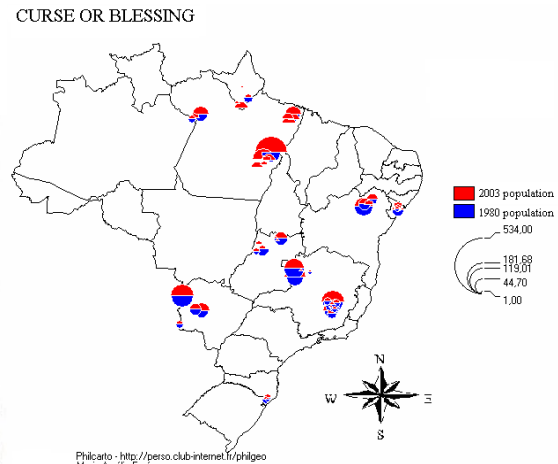 CURSE OR BLESSING
2003 population
1980 population
534,00
181,68
119,01
44,70
1,00
N
W E
S
Philcarto - http://perso.club-internet.fr/philgeo